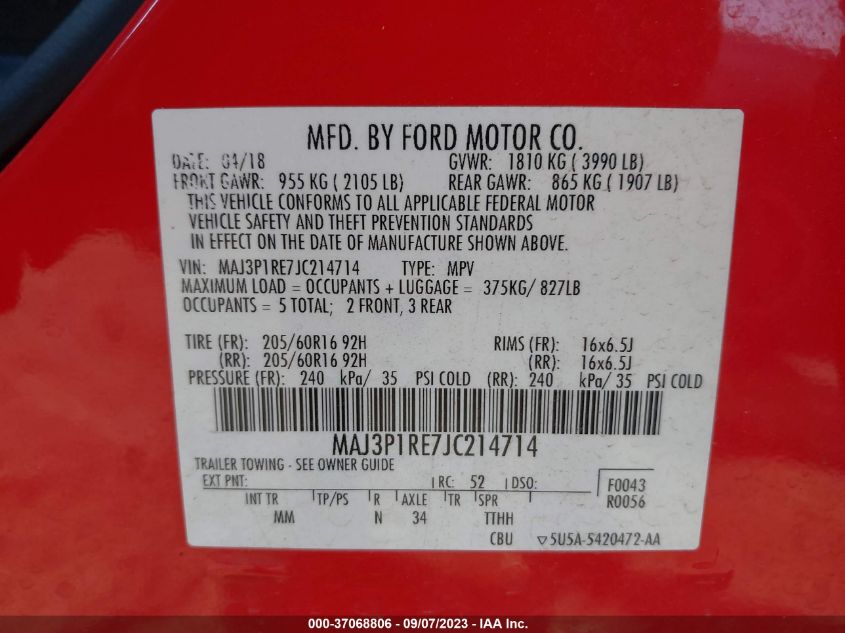 MFD. BY FORD MOTOR CO.
DATE: 04/18 GVWR: 1810 KG ( 3990 LB)
FRONT GAWR: 955 KG ( 2105 LB) REAR GAWR: 865 KG ( 1907 LB)
THIS VEHICLE CONFORMS TO ALL APPLICABLE FEDERAL MOTOR
VEHICLE SAFETY AND THEFT PREVENTION STANDARDS
IN EFFECT ON THE DATE OF MANUFACTURE SHOWN ABOVE.
VIN: MAJ3P1RE7JC214714 TYPE: MPV
MAXIMUM LOAD = OCCUPANTS + LUGGAGE = 375KG/ 827LB
OCCUPANTS = 5 TOTAL; 2 FRONT, 3 REAR
TIRE (FR): 205/60R16 92H RIMS (FR): 16x6.5J
(RR): 205/60R16 92H (RR): 16x6.5J
PRESSURE (FR): 240 kPa/ 35 PSI COLD (RR): 240 kPa/ 35 PSI COLD
MAJ3P1RE7JC214714
TRAILER TOWING - SEE OWNER GUIDE
EXT PNT: RC: 52 DSO: F0043
INT TR TP/PS R AXLE TR SPR R0056
MM N 34 TTHH
CBU ▽5U5A-5420472-AA
000-37068806 - 09/07/2023 - IAA Inc.